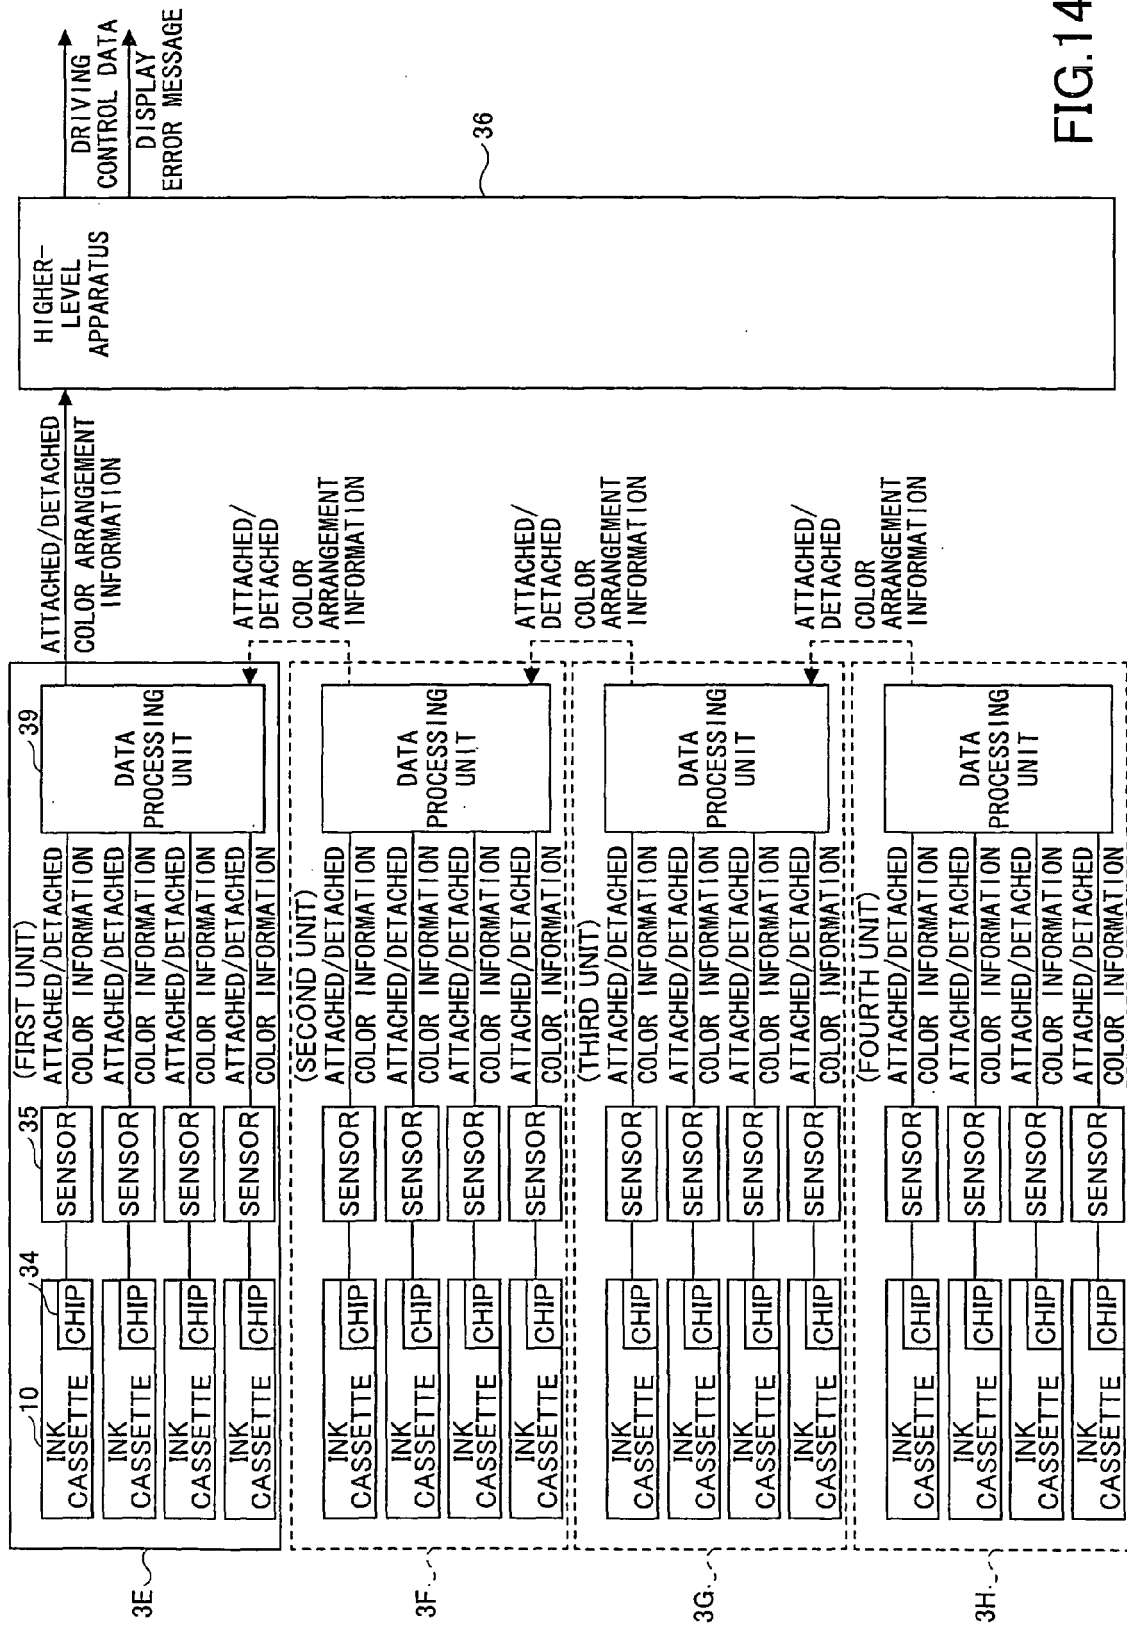 FIG.14
DRIVING
CONTROL DATA
DISPLAY
ERROR MESSAGE
HIGHER-
LEVEL
APPARATUS
36
ATTACHED/DETACHED
COLOR ARRANGEMENT
INFORMATION
3E
(FIRST UNIT)
10
34
35
39
INK
CASSETTE
CHIP
SENSOR
ATTACHED/DETACHED
COLOR INFORMATION
INK
CASSETTE
CHIP
SENSOR
ATTACHED/DETACHED
COLOR INFORMATION
INK
CASSETTE
CHIP
SENSOR
ATTACHED/DETACHED
COLOR INFORMATION
INK
CASSETTE
CHIP
SENSOR
ATTACHED/DETACHED
COLOR INFORMATION
DATA
PROCESSING
UNIT
ATTACHED/
DETACHED
COLOR
ARRANGEMENT
INFORMATION
3F
(SECOND UNIT)
INK
CASSETTE
CHIP
SENSOR
ATTACHED/DETACHED
COLOR INFORMATION
INK
CASSETTE
CHIP
SENSOR
ATTACHED/DETACHED
COLOR INFORMATION
INK
CASSETTE
CHIP
SENSOR
ATTACHED/DETACHED
COLOR INFORMATION
INK
CASSETTE
CHIP
SENSOR
ATTACHED/DETACHED
COLOR INFORMATION
DATA
PROCESSING
UNIT
ATTACHED/
DETACHED
COLOR
ARRANGEMENT
INFORMATION
3G
(THIRD UNIT)
INK
CASSETTE
CHIP
SENSOR
ATTACHED/DETACHED
COLOR INFORMATION
INK
CASSETTE
CHIP
SENSOR
ATTACHED/DETACHED
COLOR INFORMATION
INK
CASSETTE
CHIP
SENSOR
ATTACHED/DETACHED
COLOR INFORMATION
INK
CASSETTE
CHIP
SENSOR
ATTACHED/DETACHED
COLOR INFORMATION
DATA
PROCESSING
UNIT
ATTACHED/
DETACHED
COLOR
ARRANGEMENT
INFORMATION
3H
(FOURTH UNIT)
INK
CASSETTE
CHIP
SENSOR
ATTACHED/DETACHED
COLOR INFORMATION
INK
CASSETTE
CHIP
SENSOR
ATTACHED/DETACHED
COLOR INFORMATION
INK
CASSETTE
CHIP
SENSOR
ATTACHED/DETACHED
COLOR INFORMATION
INK
CASSETTE
CHIP
SENSOR
ATTACHED/DETACHED
COLOR INFORMATION
DATA
PROCESSING
UNIT